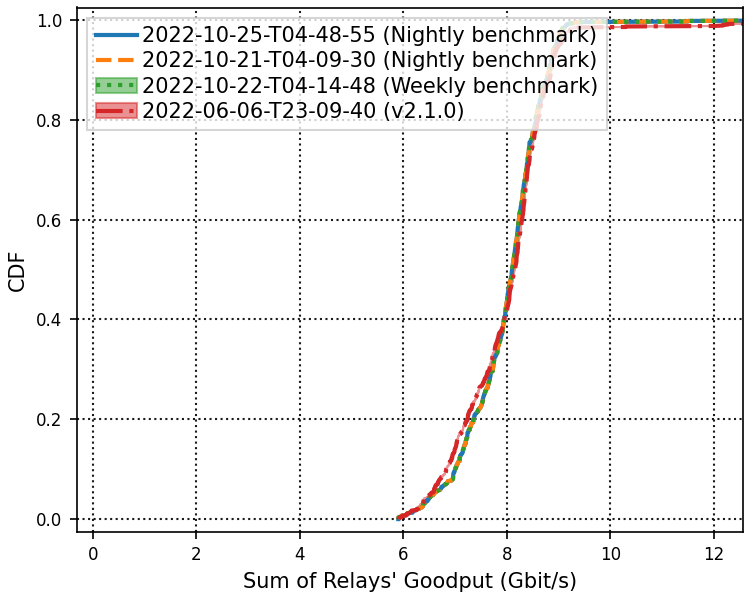 1.0
0.8
0.6
0.4
0.2
0.0
CDF
2022-10-25-T04-48-55 (Nightly benchmark)
2022-10-21-T04-09-30 (Nightly benchmark)
2022-10-22-T04-14-48 (Weekly benchmark)
2022-06-06-T23-09-40 (v2.1.0)
0 2 4 6 8 10 12
Sum of Relays' Goodput (Gbit/s)